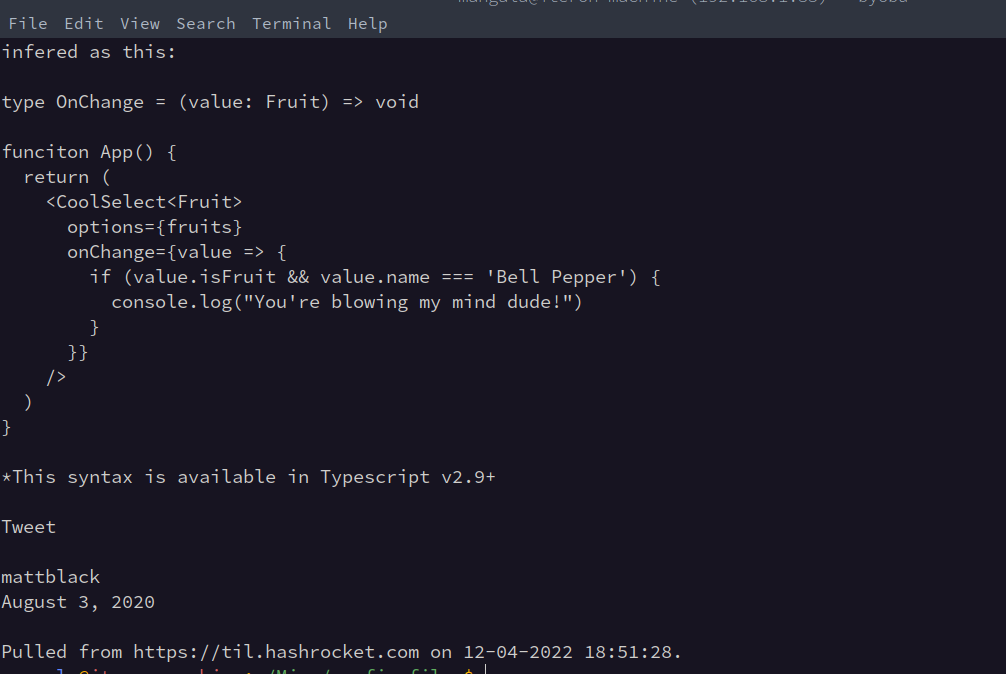 File Edit View Search Terminal Help
infered as this:
type OnChange = (value: Fruit) => void
funciton App() {
  return (
    <CoolSelect<Fruit>
      options={fruits}
      onChange={value => {
        if (value.isFruit && value.name === 'Bell Pepper') {
          console.log("You're blowing my mind dude!")
        }
      }}
    />
  )
}
*This syntax is available in Typescript v2.9+
Tweet
mattblack
August 3, 2020
Pulled from https://til.hashrocket.com on 12-04-2022 18:51:28.